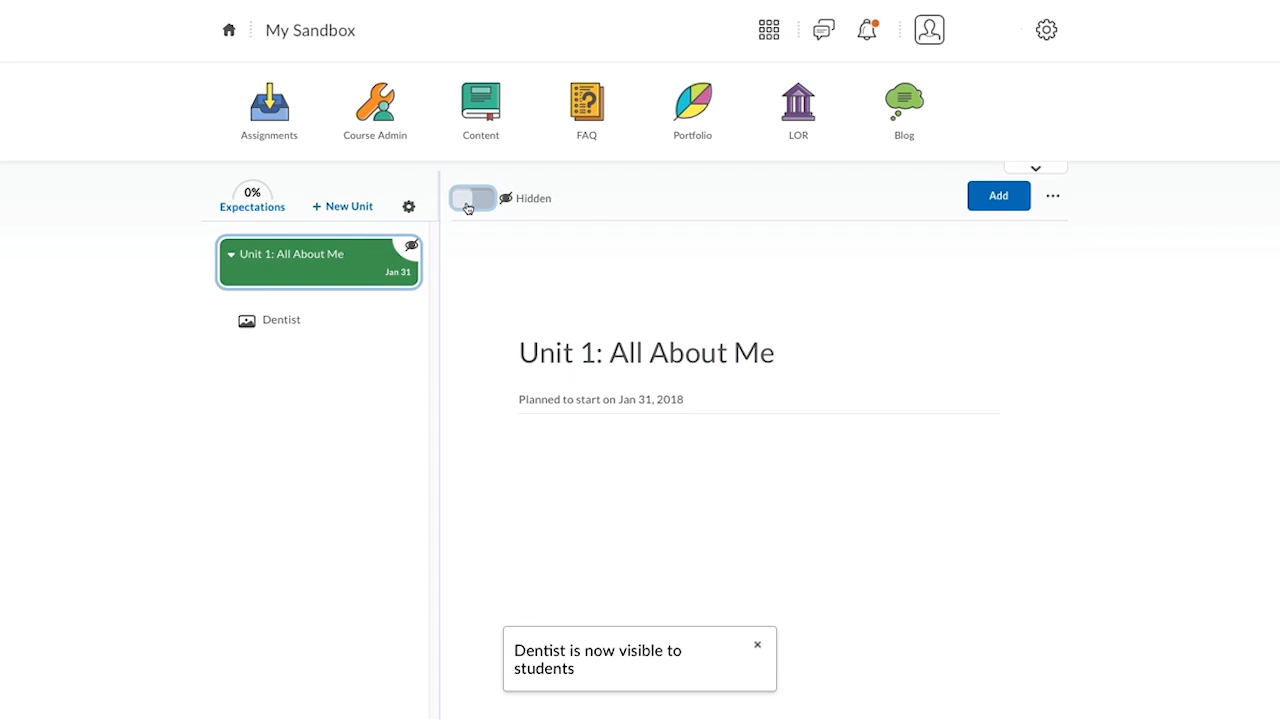 My Sandbox
Assignments
Course Admin
Content
FAQ
Portfolio
LOR
Blog
0%
Expectations
+ New Unit
Hidden
Add
Unit 1: All About Me
Jan 31
Dentist
Unit 1: All About Me
Planned to start on Jan 31, 2018
Dentist is now visible to
students